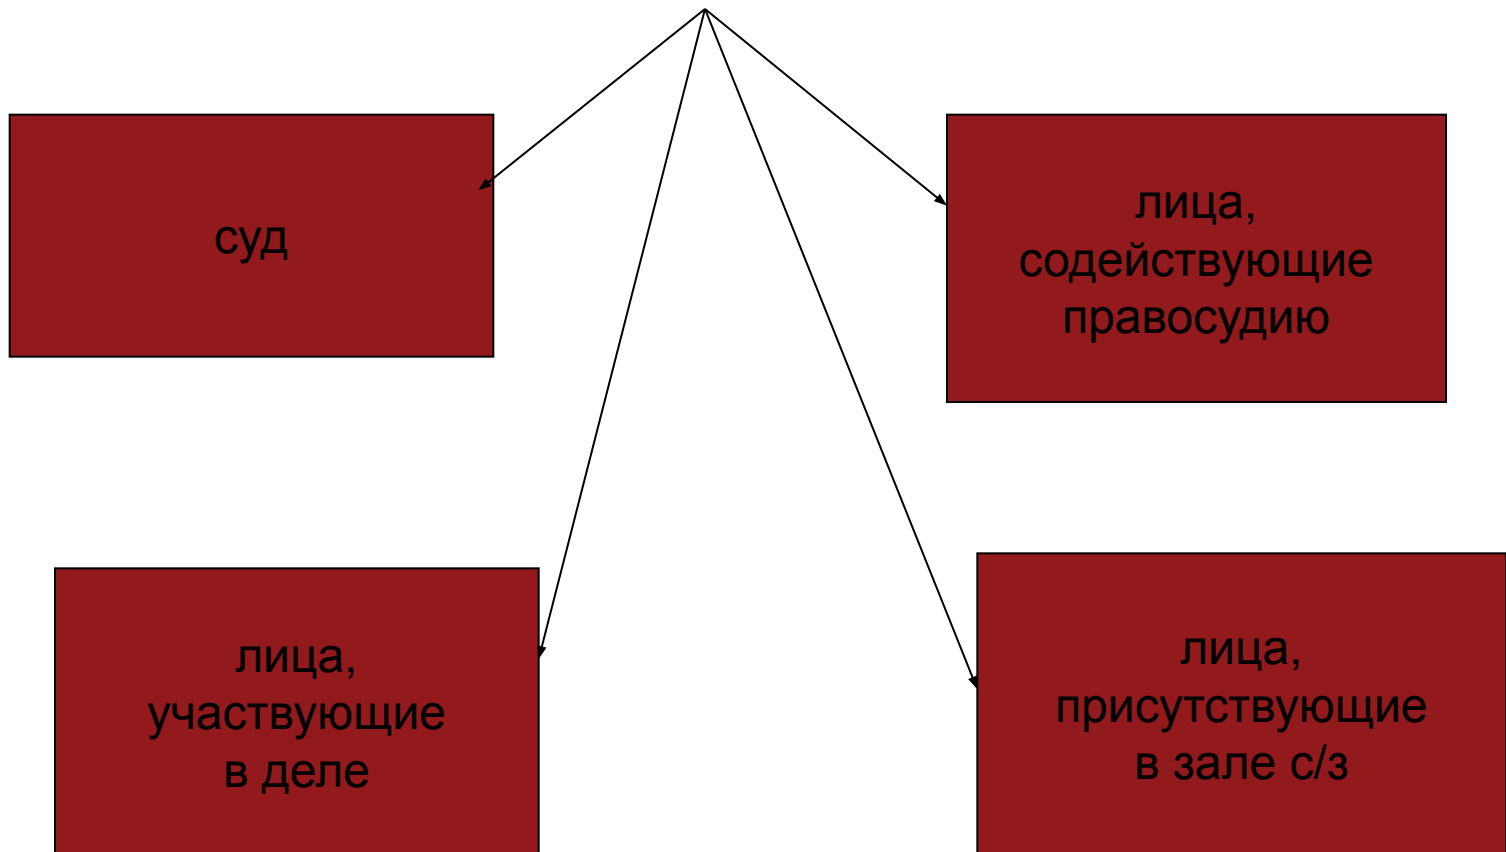 суд
лица,
содействующие
правосудию
лица,
участвующие
в деле
лица,
присутствующие
в зале с/з